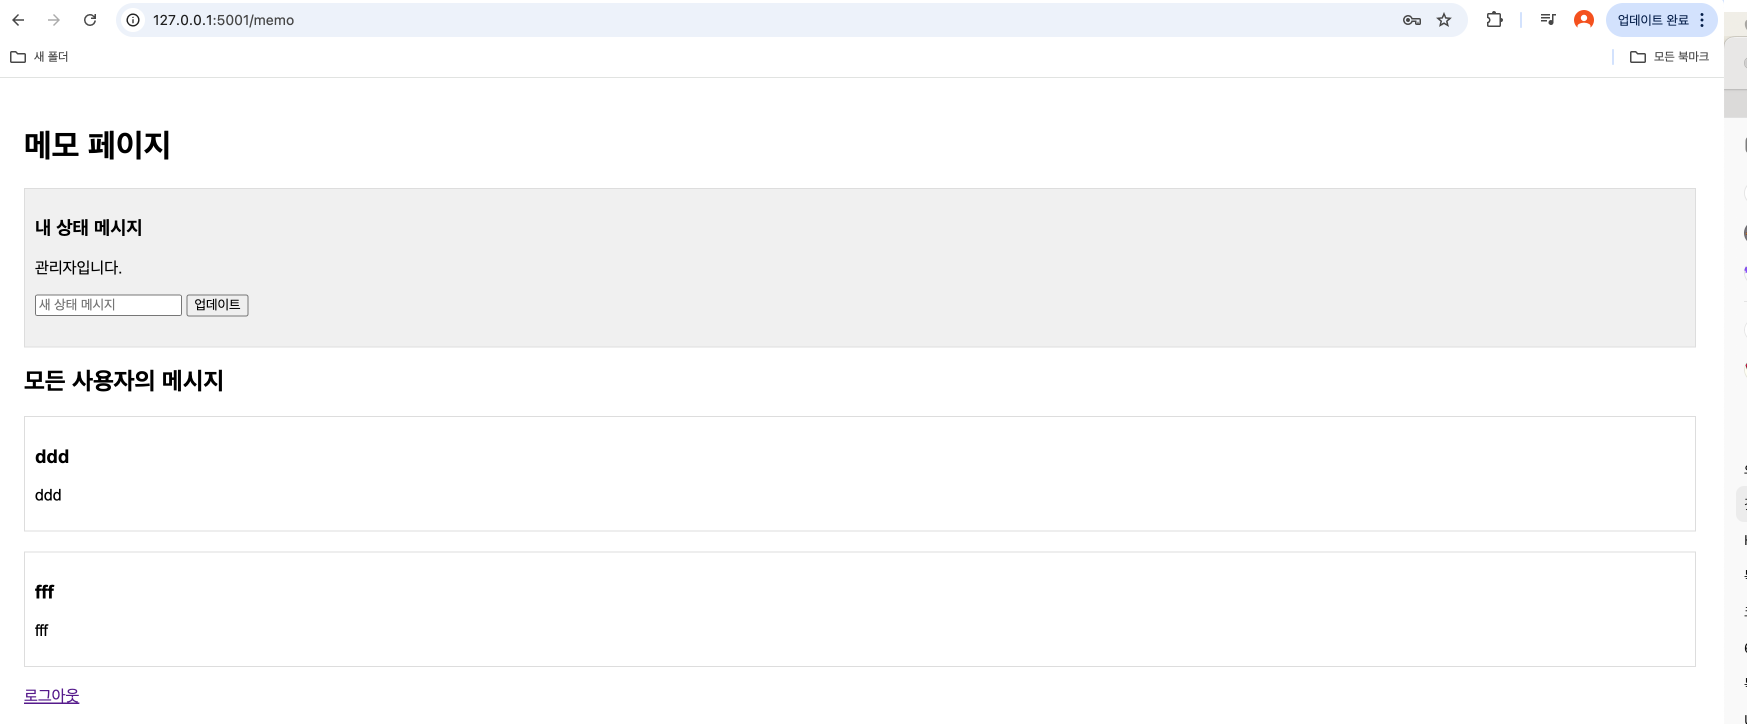 127.0.0.1:5001/memo
업데이트 완료
새 폴더
모든 북마크
메모 페이지
내 상태 메시지
관리자입니다.
새 상태 메시지 업데이트
모든 사용자의 메시지
ddd
ddd
fff
fff
로그아웃